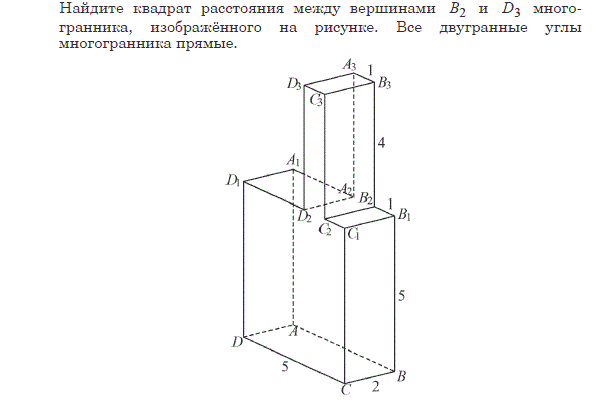 Найдите квадрат расстояния между вершинами B₂ и D₃ много-
гранника, изображённого на рисунке. Все двугранные углы
многогранника прямые.
A₃ 1
D₃ B₃
C₃
4
A₁
D₁ A₂
B₂ 1
D₂ B₁
C₂ C₁
5
A
D
5 B
C 2